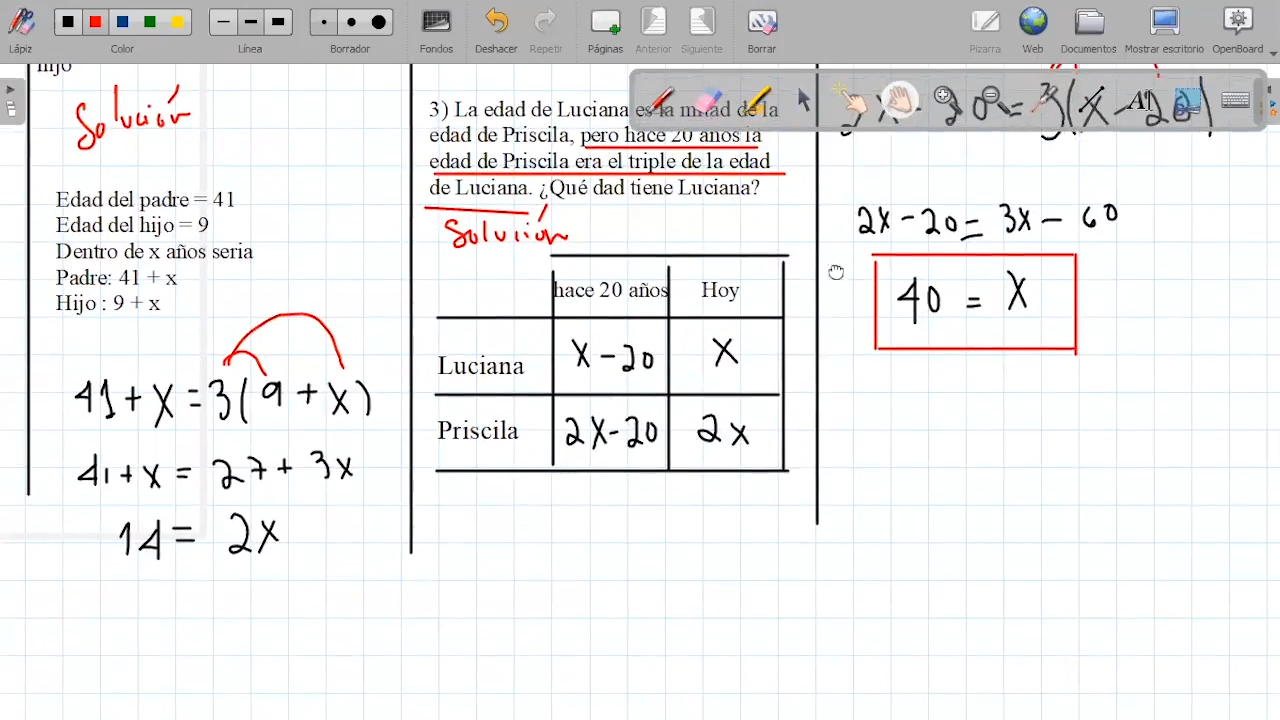 Lápiz
Color
Línea
Borrador
Fondos
Deshacer
Repetir
Páginas
Anterior
Siguiente
Borrar
Pizarra
Web
Documentos
Mostrar escritorio
OpenBoard
hijo
Solución
Edad del padre = 41
Edad del hijo = 9
Dentro de x años seria
Padre: 41 + x
Hijo : 9 + x
41 + x = 3(9 + x)
41 + x = 27 + 3x
14 = 2x
3) La edad de Luciana es la mitad de la
edad de Priscila, pero hace 20 años la
edad de Priscila era el triple de la edad
de Luciana. ¿Qué dad tiene Luciana?
Solución
hace 20 años Hoy
Luciana x - 20 x
Priscila 2x - 20 2x
2x - 20 = 3x - 60
40 = x